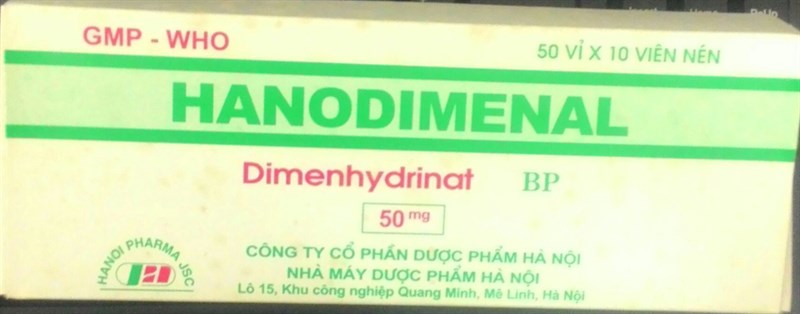 GMP - WHO
50 VỈ X 10 VIÊN NÉN
HANODIMENAL
Dimenhydrinat BP
50 mg
HANOI PHARMA JSC
CÔNG TY CỔ PHẦN DƯỢC PHẨM HÀ NỘI
NHÀ MÁY DƯỢC PHẨM HÀ NỘI
Lô 15, Khu công nghiệp Quang Minh, Mê Linh, Hà Nội